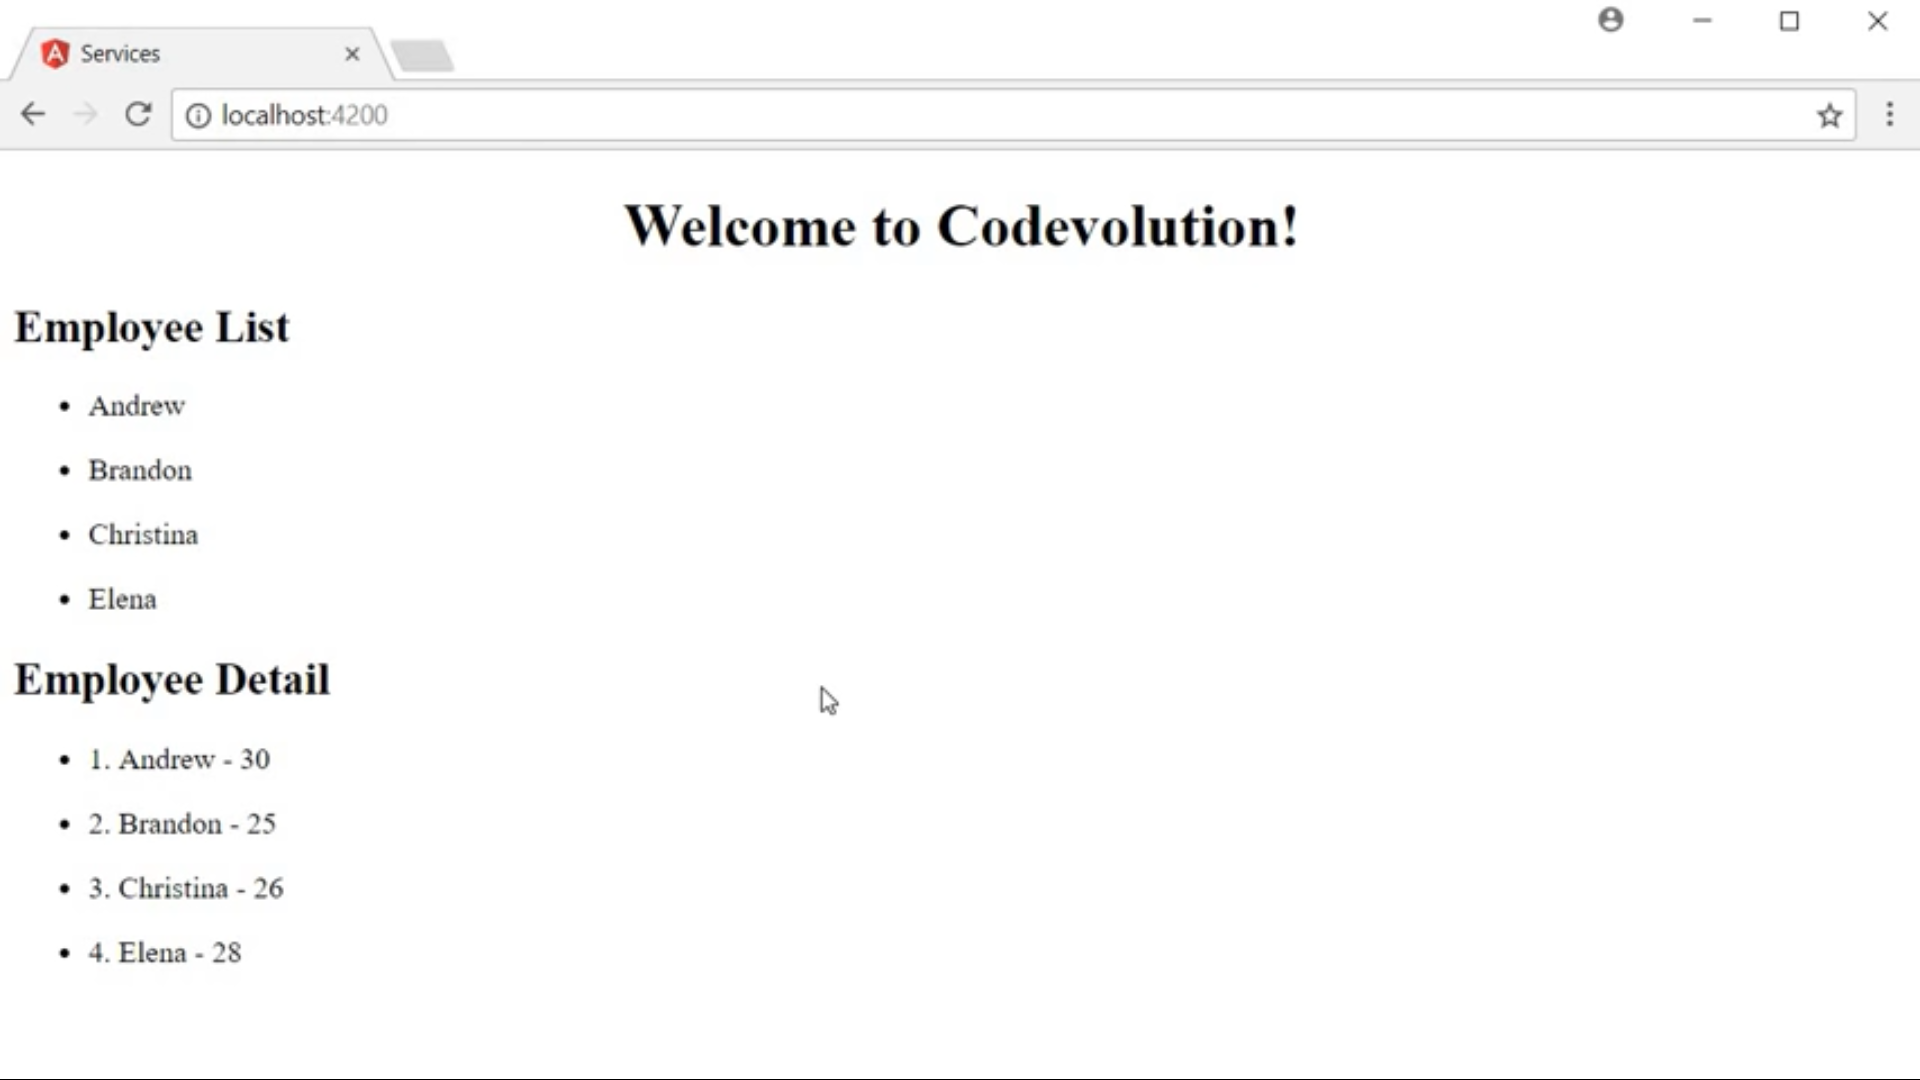 Services
localhost:4200
Welcome to Codevolution!
Employee List
• Andrew
• Brandon
• Christina
• Elena
Employee Detail
• 1. Andrew - 30
• 2. Brandon - 25
• 3. Christina - 26
• 4. Elena - 28